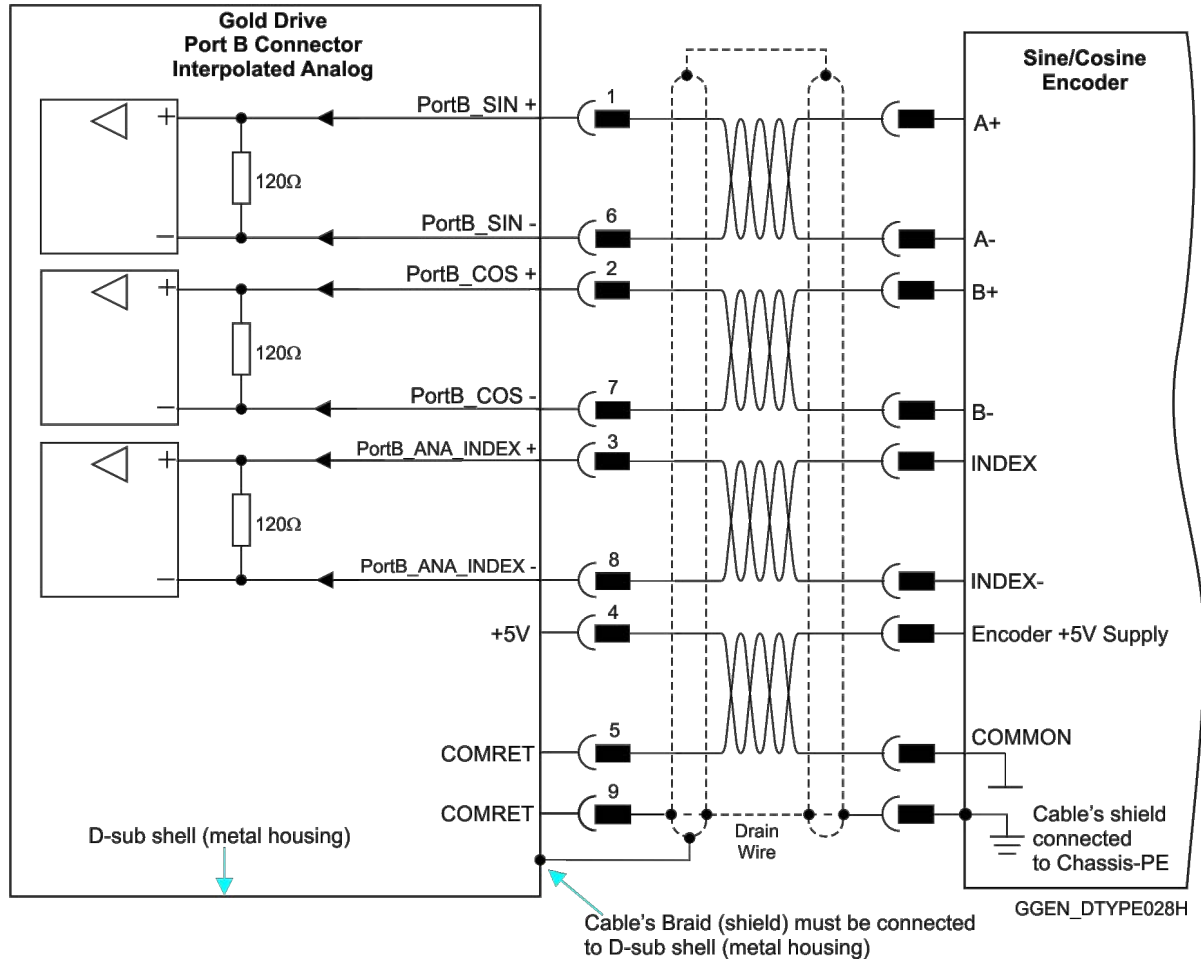 Gold Drive
Port B Connector
Interpolated Analog
Sine/Cosine
Encoder
PortB_SIN +
1
A+
+
120Ω
PortB_SIN -
6
−
A-
PortB_COS +
2
B+
+
120Ω
PortB_COS -
7
−
B-
PortB_ANA_INDEX +
3
INDEX
+
120Ω
PortB_ANA_INDEX -
8
−
INDEX-
+5V
4
Encoder +5V Supply
COMRET
5
COMMON
COMRET
9
Drain
Wire
Cable's shield
connected
to Chassis-PE
D-sub shell (metal housing)
GGEN_DTYPE028H
Cable's Braid (shield) must be connected
to D-sub shell (metal housing)